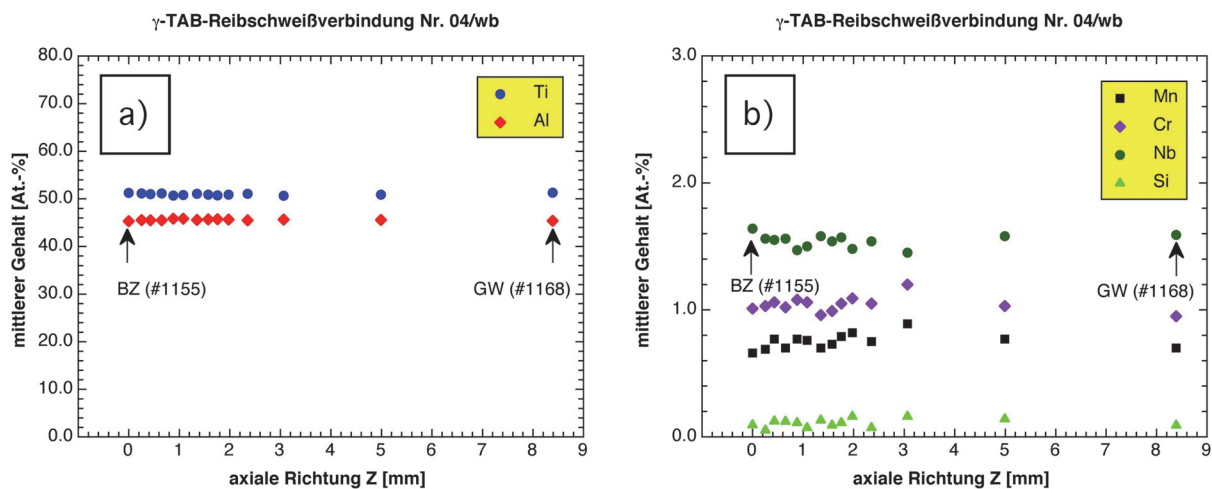 γ-TAB-Reibschweißverbindung Nr. 04/wb
80.0
70.0
60.0
50.0
40.0
30.0
20.0
10.0
0.0
mittlerer Gehalt [At.-%]
a)
Ti
Al
BZ (#1155)
GW (#1168)
0 1 2 3 4 5 6 7 8 9
axiale Richtung Z [mm]
γ-TAB-Reibschweißverbindung Nr. 04/wb
3.0
2.0
1.0
0.0
mittlerer Gehalt [At.-%]
b)
Mn
Cr
Nb
Si
BZ (#1155)
GW (#1168)
0 1 2 3 4 5 6 7 8 9
axiale Richtung Z [mm]